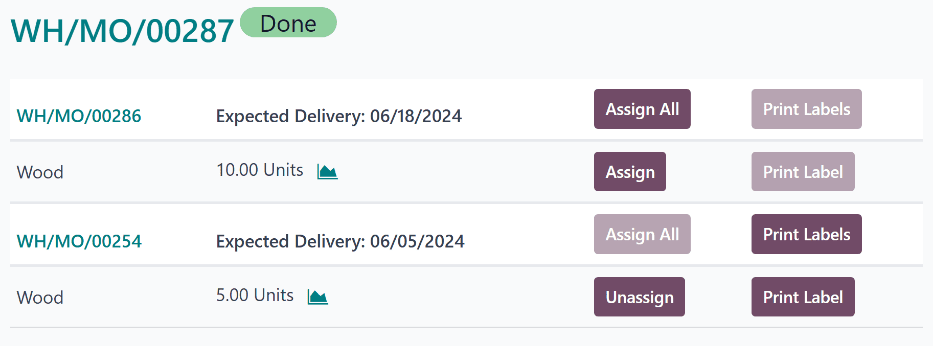 WH/MO/00287 Done
WH/MO/00286 Expected Delivery: 06/18/2024 Assign All Print Labels
Wood 10.00 Units Assign Print Label
WH/MO/00254 Expected Delivery: 06/05/2024 Assign All Print Labels
Wood 5.00 Units Unassign Print Label